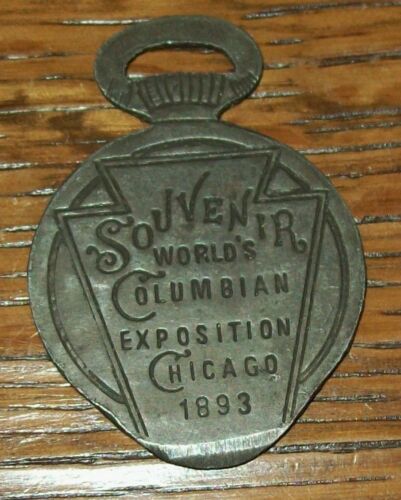 SOUVENIR
WORLD'S
COLUMBIAN
EXPOSITION
CHICAGO
1893